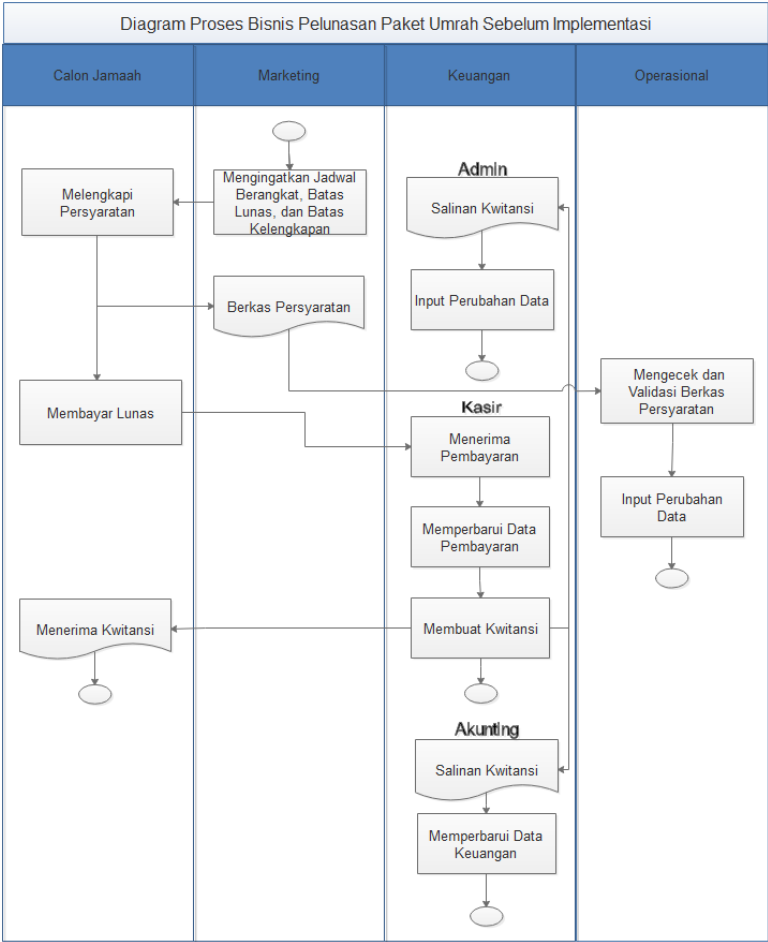 Diagram Proses Bisnis Pelunasan Paket Umrah Sebelum Implementasi
Calon Jamaah
Marketing
Keuangan
Operasional
Mengingatkan Jadwal
Berangkat, Batas
Lunas, dan Batas
Kelengkapan
Melengkapi
Persyaratan
Berkas Persyaratan
Membayar Lunas
Menerima Kwitansi
Admin
Salinan Kwitansi
Input Perubahan Data
Kasir
Menerima
Pembayaran
Memperbarui Data
Pembayaran
Membuat Kwitansi
Akunting
Salinan Kwitansi
Memperbarui Data
Keuangan
Mengecek dan
Validasi Berkas
Persyaratan
Input Perubahan
Data